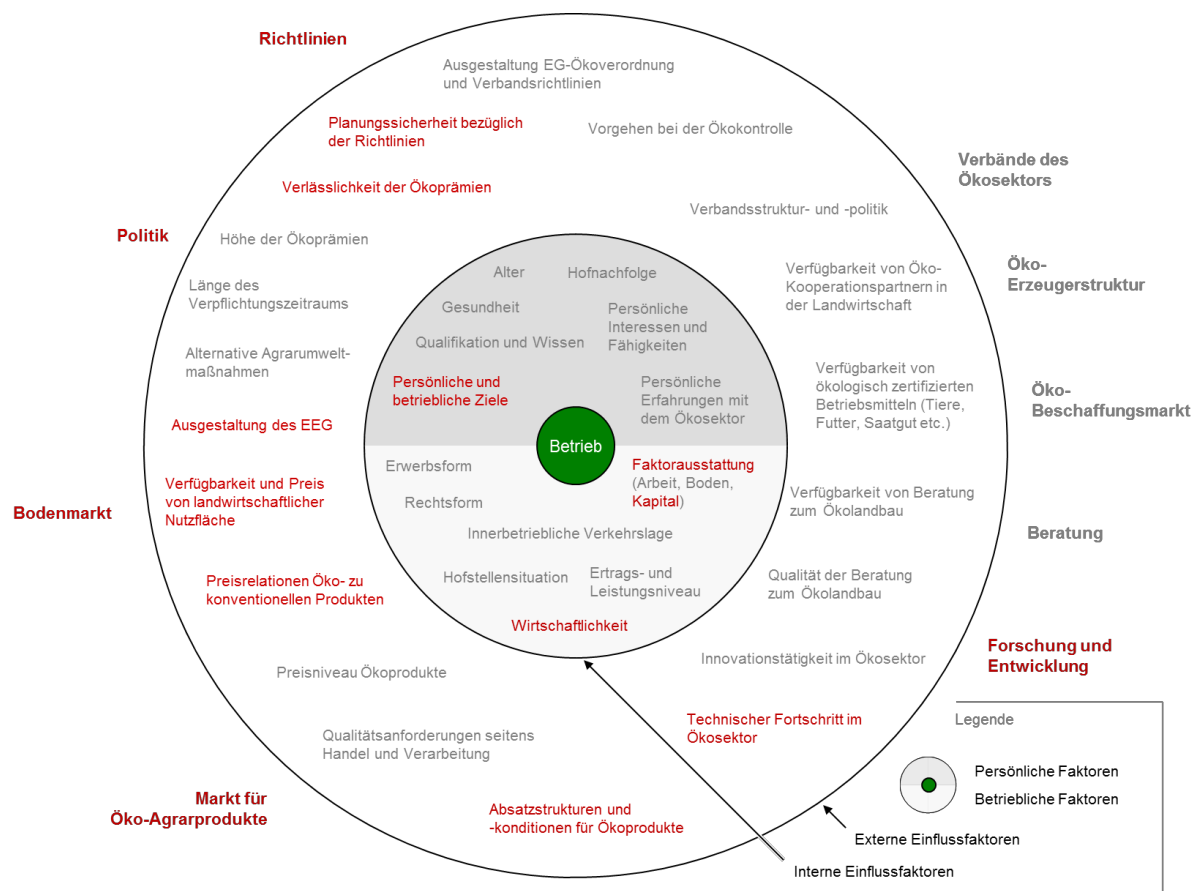 Richtlinien
Ausgestaltung EG-Ökoverordnung
und Verbandsrichtlinien
Planungssicherheit bezüglich
der Richtlinien
Vorgehen bei der Ökokontrolle
Verbände des
Ökosektors
Verlässlichkeit der Ökoprämien
Verbandsstruktur- und -politik
Politik
Höhe der Ökoprämien
Alter
Hofnachfolge
Verfügbarkeit von Öko-
Kooperationspartnern in
der Landwirtschaft
Öko-
Erzeugerstruktur
Länge des
Verpflichtungszeitraums
Gesundheit
Persönliche
Interessen und
Fähigkeiten
Qualifikation und Wissen
Alternative Agrarumwelt-
maßnahmen
Persönliche und
betriebliche Ziele
Persönliche
Erfahrungen mit
dem Ökosektor
Verfügbarkeit von
ökologisch zertifizierten
Betriebsmitteln (Tiere,
Futter, Saatgut etc.)
Öko-
Beschaffungsmarkt
Ausgestaltung des EEG
Betrieb
Erwerbsform
Faktorausstattung
(Arbeit, Boden,
Kapital)
Verfügbarkeit und Preis
von landwirtschaftlicher
Nutzfläche
Bodenmarkt
Rechtsform
Verfügbarkeit von Beratung
zum Ökolandbau
Innerbetriebliche Verkehrslage
Beratung
Preisrelationen Öko- zu
konventionellen Produkten
Hofstellensituation
Ertrags- und
Leistungsniveau
Qualität der Beratung
zum Ökolandbau
Wirtschaftlichkeit
Forschung und
Entwicklung
Preisniveau Ökoprodukte
Innovationstätigkeit im Ökosektor
Technischer Fortschritt im
Ökosektor
Legende
Qualitätsanforderungen seitens
Handel und Verarbeitung
Persönliche Faktoren
Betriebliche Faktoren
Markt für
Öko-Agrarprodukte
Absatzstrukturen und
-konditionen für Ökoprodukte
Externe Einflussfaktoren
Interne Einflussfaktoren